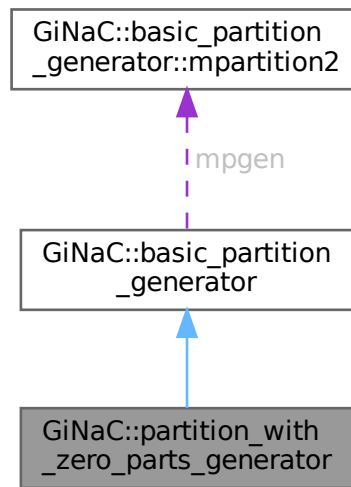 GiNaC::basic_partition
_generator::mpartition2
mpgen
GiNaC::basic_partition
_generator
GiNaC::partition_with
_zero_parts_generator